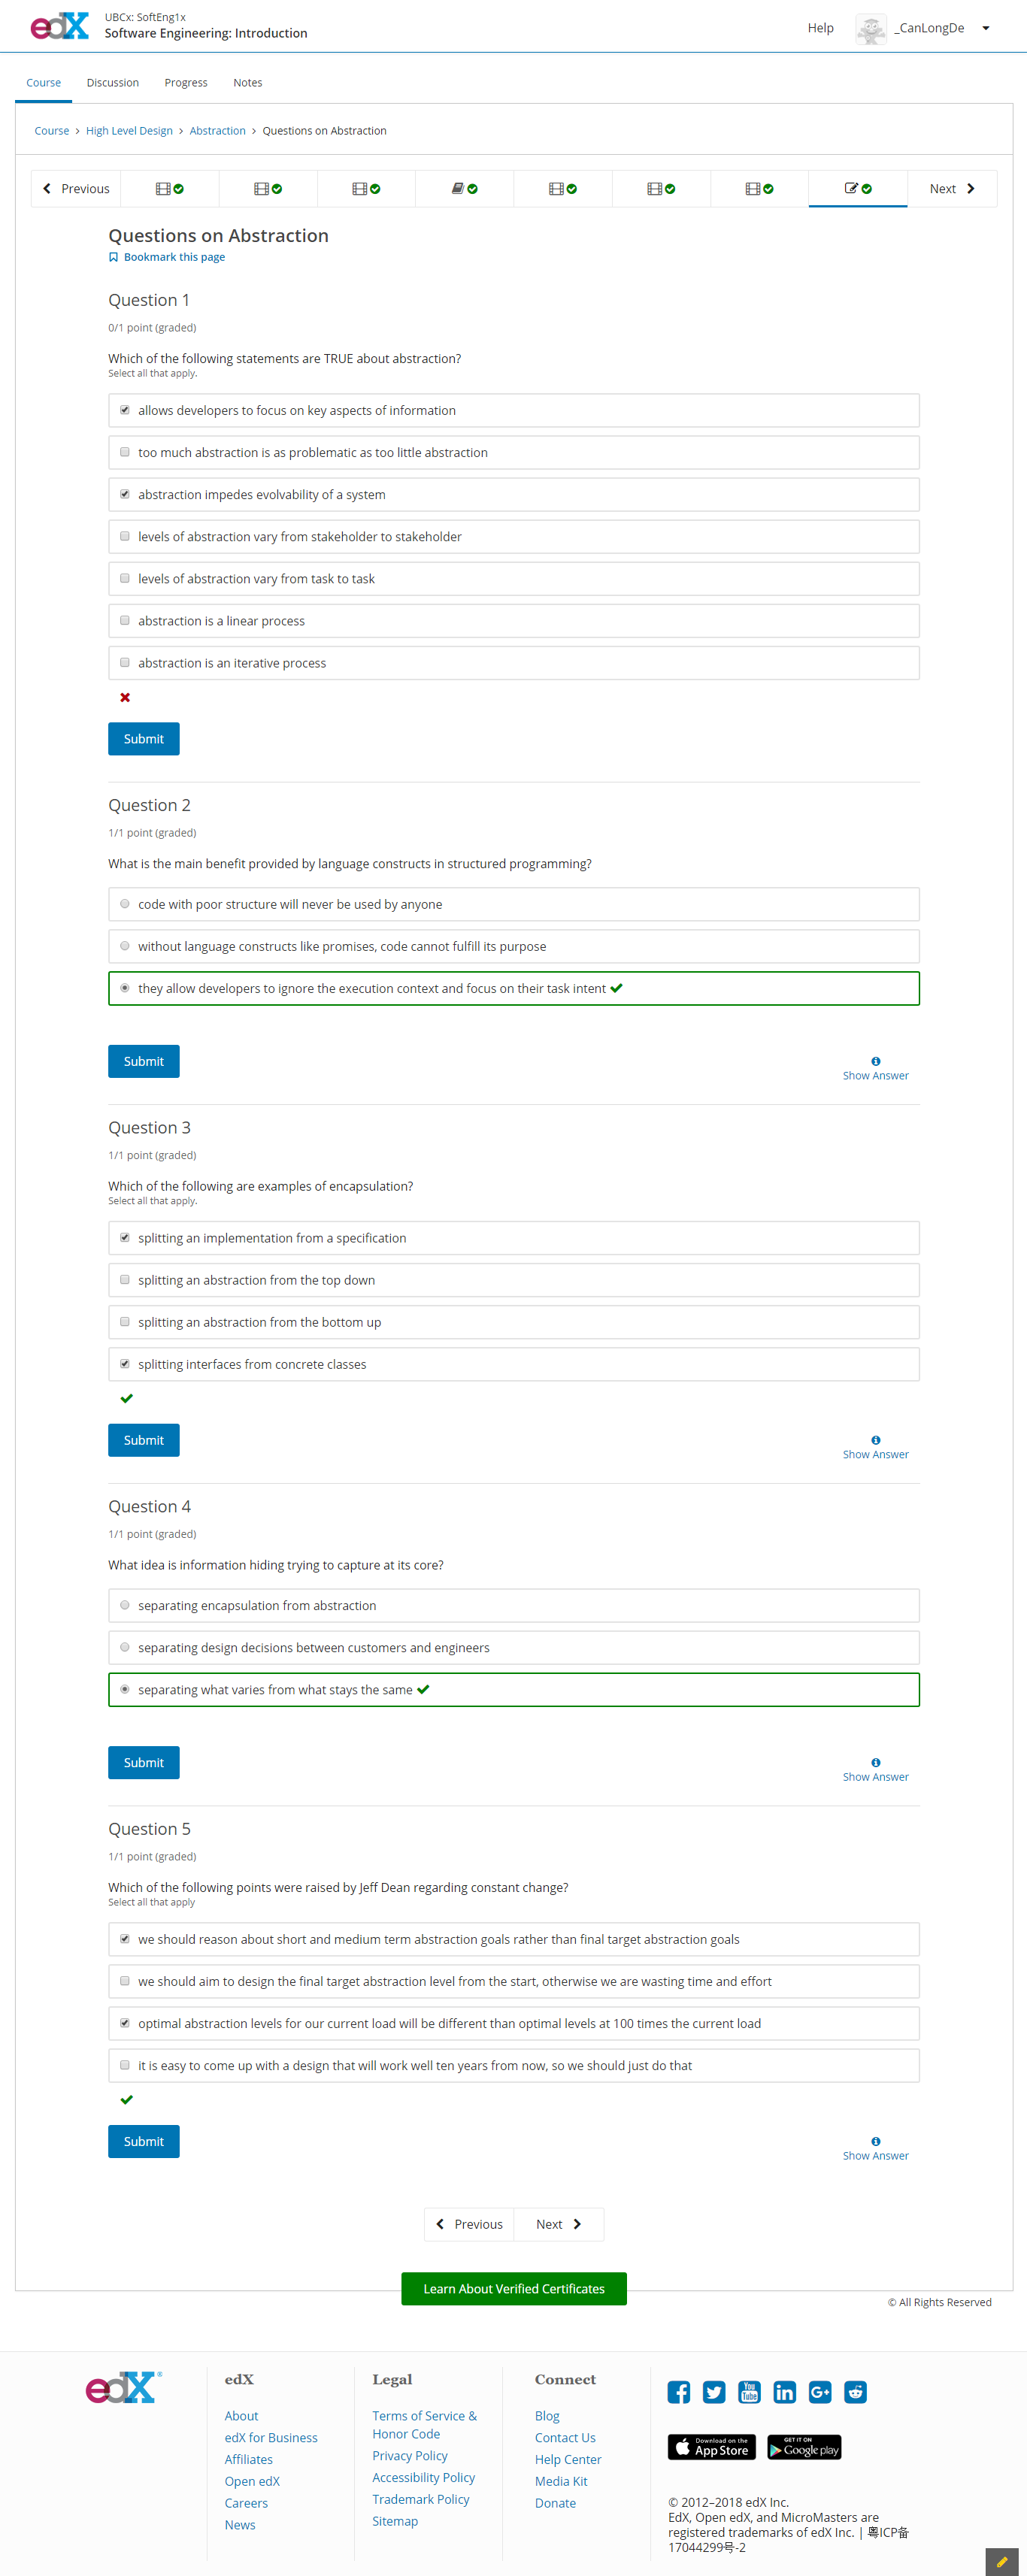 edX
UBCx: SoftEng1x
Software Engineering: Introduction
Help
_CanLongDe
Course
Discussion
Progress
Notes
Course > High Level Design > Abstraction > Questions on Abstraction
Previous
Next
Questions on Abstraction
Bookmark this page
Question 1
0/1 point (graded)
Which of the following statements are TRUE about abstraction?
Select all that apply.
allows developers to focus on key aspects of information
too much abstraction is as problematic as too little abstraction
abstraction impedes evolvability of a system
levels of abstraction vary from stakeholder to stakeholder
levels of abstraction vary from task to task
abstraction is a linear process
abstraction is an iterative process
Submit
Question 2
1/1 point (graded)
What is the main benefit provided by language constructs in structured programming?
code with poor structure will never be used by anyone
without language constructs like promises, code cannot fulfill its purpose
they allow developers to ignore the execution context and focus on their task intent
Submit
Show Answer
Question 3
1/1 point (graded)
Which of the following are examples of encapsulation?
Select all that apply.
splitting an implementation from a specification
splitting an abstraction from the top down
splitting an abstraction from the bottom up
splitting interfaces from concrete classes
Submit
Show Answer
Question 4
1/1 point (graded)
What idea is information hiding trying to capture at its core?
separating encapsulation from abstraction
separating design decisions between customers and engineers
separating what varies from what stays the same
Submit
Show Answer
Question 5
1/1 point (graded)
Which of the following points were raised by Jeff Dean regarding constant change?
Select all that apply
we should reason about short and medium term abstraction goals rather than final target abstraction goals
we should aim to design the final target abstraction level from the start, otherwise we are wasting time and effort
optimal abstraction levels for our current load will be different than optimal levels at 100 times the current load
it is easy to come up with a design that will work well ten years from now, so we should just do that
Submit
Show Answer
Previous
Next
Learn About Verified Certificates
© All Rights Reserved
edX®
edX
About
edX for Business
Affiliates
Open edX
Careers
News
Legal
Terms of Service &
Honor Code
Privacy Policy
Accessibility Policy
Trademark Policy
Sitemap
Connect
Blog
Contact Us
Help Center
Media Kit
Donate
You
Tube
in
G+
Download on the
App Store
GET IT ON
Google play
© 2012–2018 edX Inc.
EdX, Open edX, and MicroMasters are
registered trademarks of edX Inc. | 粤ICP备
17044299号-2